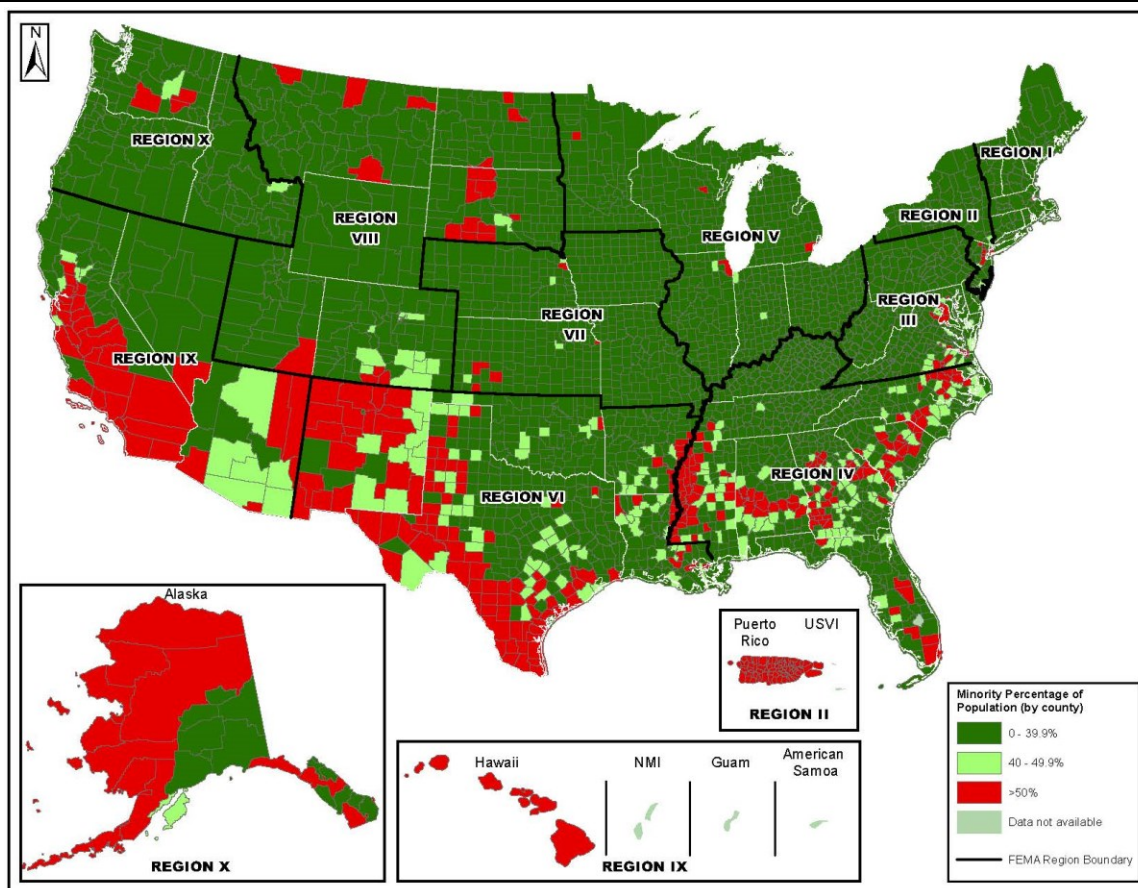 N
REGION X
REGION
VIII
REGION I
REGION II
REGION V
REGION
III
REGION
VII
REGION IX
REGION IV
REGION VI
Alaska
REGION X
Puerto
Rico
USVI
REGION II
Hawaii
NMI
Guam
American
Samoa
REGION IX
Minority Percentage of
Population (by county)
0 - 39.9%
40 - 49.9%
>50%
Data not available
FEMA Region Boundary